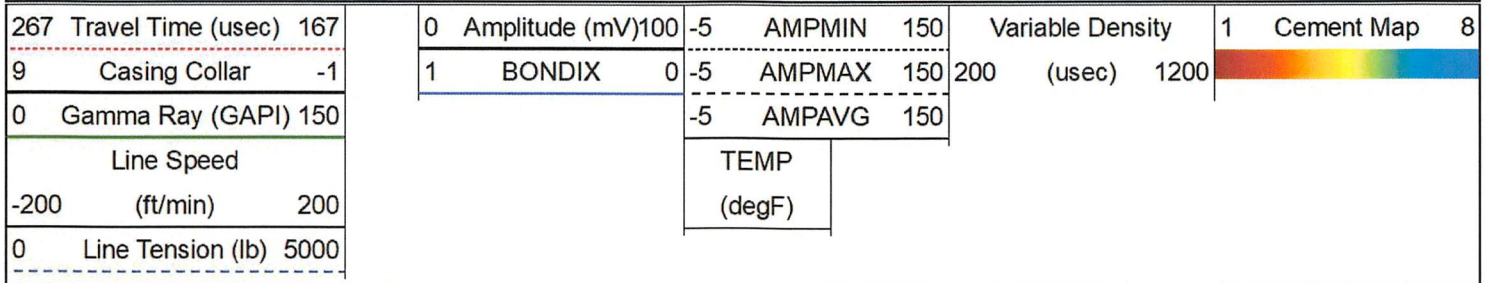 267 Travel Time (usec) 167
9 Casing Collar -1
0 Gamma Ray (GAPI) 150
Line Speed
-200 (ft/min) 200
0 Line Tension (lb) 5000
0 Amplitude (mV)100
1 BONDIX 0
-5 AMPMIN 150
-5 AMPMAX 150
-5 AMPAVG 150
TEMP
(degF)
Variable Density
200 (usec) 1200
1 Cement Map 8